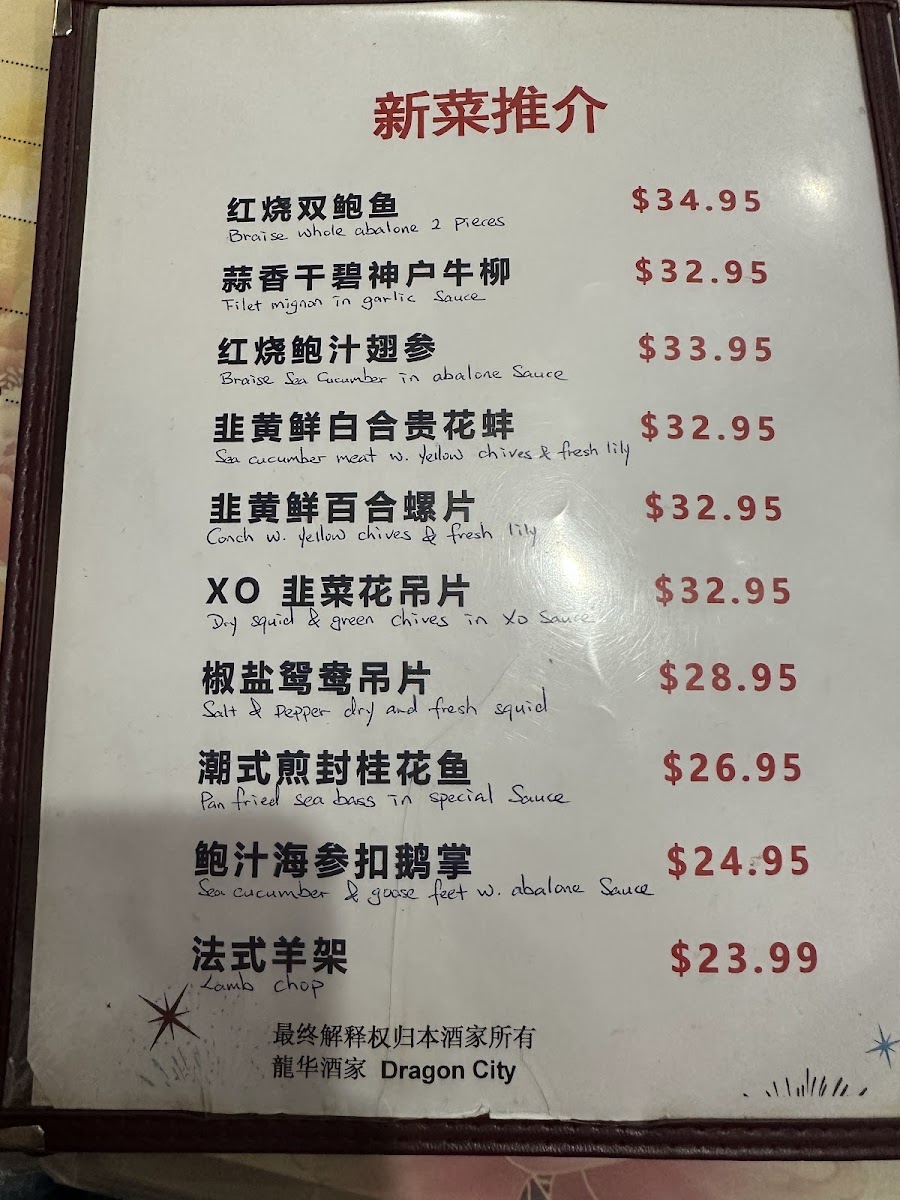 新菜推介
红烧双鲍鱼 $34.95
Braise whole abalone 2 pieces
蒜香干碧神户牛柳 $32.95
Filet mignon in garlic Sauce
红烧鲍汁翅参 $33.95
Braise Sea Cucumber in abalone Sauce
韭黄鲜白合贵花蚌 $32.95
Sea cucumber meat w. Yellow chives & fresh lily
韭黄鲜百合螺片 $32.95
Conch w. Yellow chives & fresh lily
XO 韭菜花吊片 $32.95
Dry squid & green chives in XO Sauce
椒盐鸳鸯吊片 $28.95
Salt & Pepper dry and fresh squid
潮式煎封桂花鱼 $26.95
Pan fried sea bass in special Sauce
鲍汁海参扣鹅掌 $24.95
Sea cucumber & goose feet w. abalone Sauce
法式羊架 $23.99
Lamb chop
最终解释权归本酒家所有
龍华酒家 Dragon City